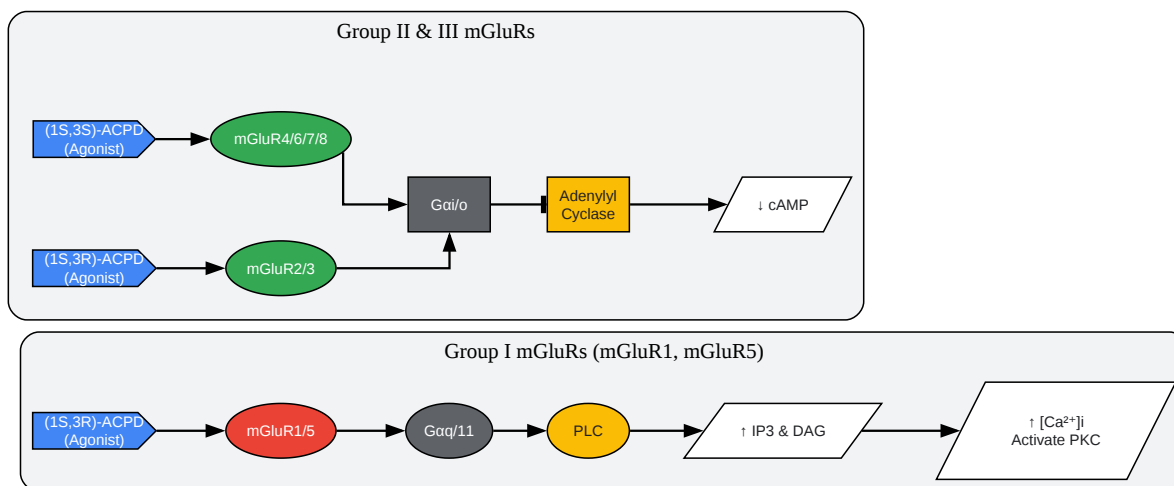 Group II & III mGluRs
(1S,3S)-ACPD
(Agonist)
mGluR4/6/7/8
Gαi/o
Adenylyl
Cyclase
↓ cAMP
(1S,3R)-ACPD
(Agonist)
mGluR2/3
Group I mGluRs (mGluR1, mGluR5)
(1S,3R)-ACPD
(Agonist)
mGluR1/5
Gαq/11
PLC
↑ IP3 & DAG
↑ [Ca²⁺]i
Activate PKC